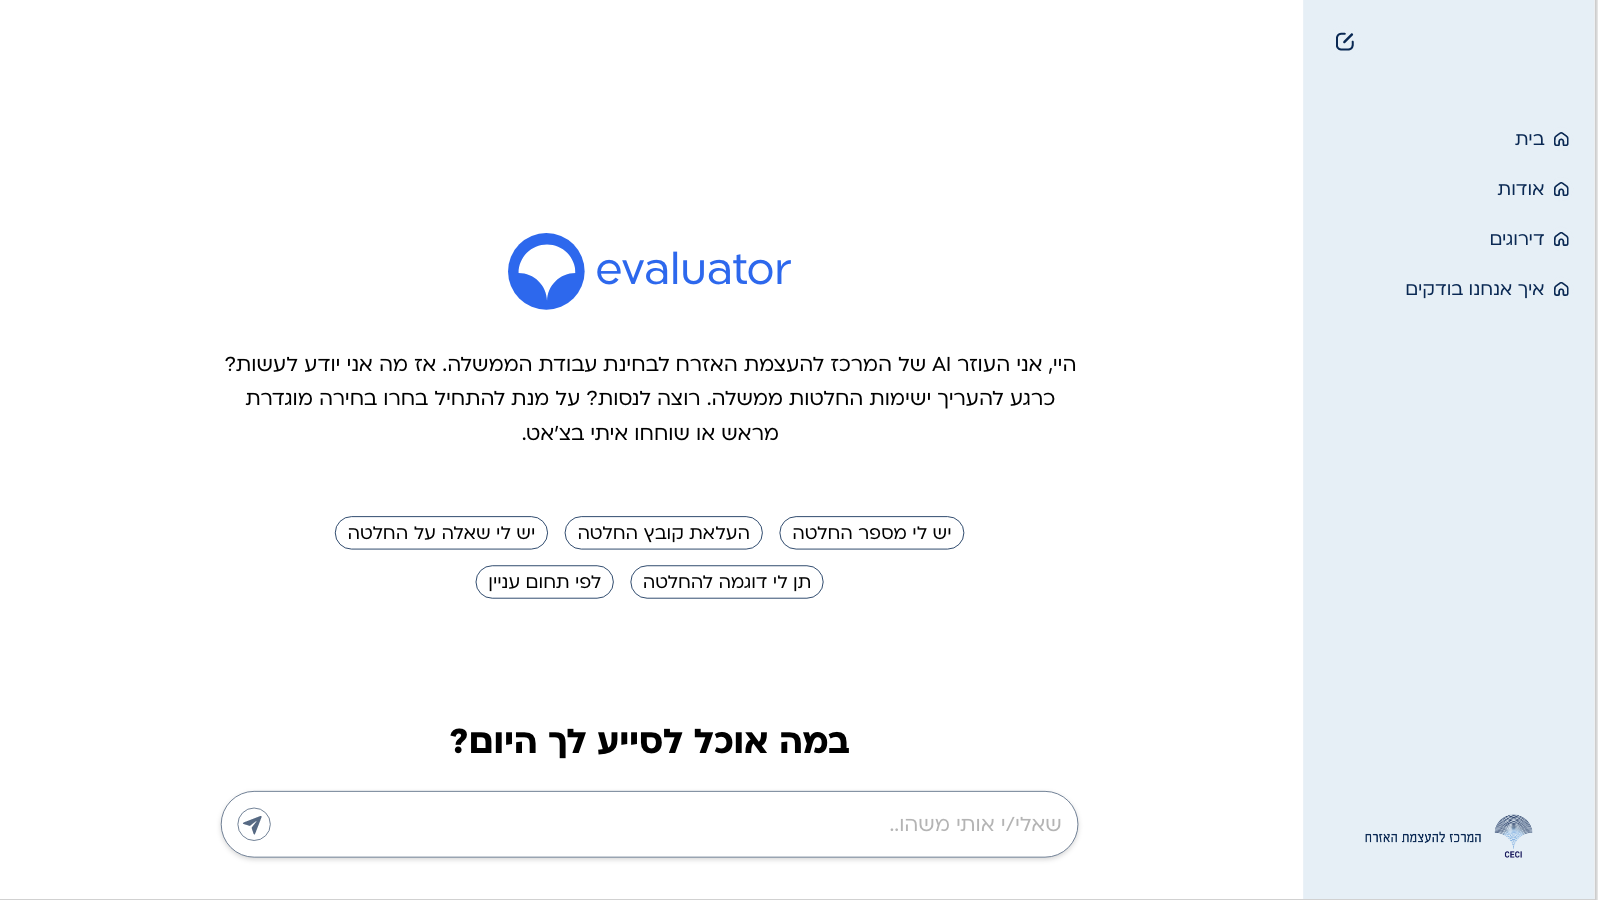 בית
אודות
דירוגים
איך אנחנו בודקים
evaluator
היי, אני העוזר AI של המרכז להעצמת האזרח לבחינת עבודת הממשלה. אז מה אני יודע לעשות?
כרגע להעריך ישימות החלטות ממשלה. רוצה לנסות? על מנת להתחיל בחרו בחירה מוגדרת
מראש או שוחחו איתי בצ'אט.
יש לי מספר החלטה
העלאת קובץ החלטה
יש לי שאלה על החלטה
תן לי דוגמה להחלטה
לפי תחום עניין
במה אוכל לסייע לך היום?
שאלי/י אותי משהו..
המרכז להעצמת האזרח
CECI